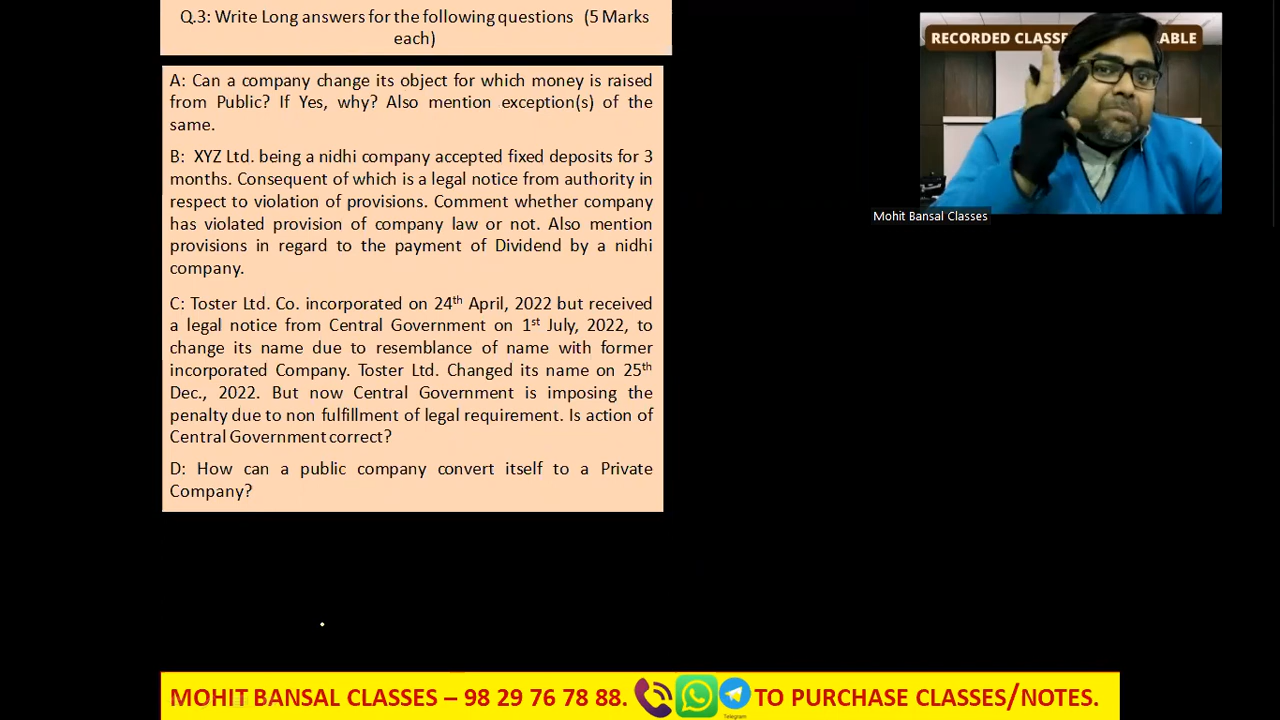 Q.3: Write Long answers for the following questions (5 Marks
each)
A: Can a company change its object for which money is raised
from Public? If Yes, why? Also mention exception(s) of the
same.
B: XYZ Ltd. being a nidhi company accepted fixed deposits for 3
months. Consequent of which is a legal notice from authority in
respect to violation of provisions. Comment whether company
has violated provision of company law or not. Also mention
provisions in regard to the payment of Dividend by a nidhi
company.
C: Toster Ltd. Co. incorporated on 24th April, 2022 but received
a legal notice from Central Government on 1st July, 2022, to
change its name due to resemblance of name with former
incorporated Company. Toster Ltd. Changed its name on 25th
Dec., 2022. But now Central Government is imposing the
penalty due to non fulfillment of legal requirement. Is action of
Central Government correct?
D: How can a public company convert itself to a Private
Company?
RECORDED CLASSE ABLE
Mohit Bansal Classes
MOHIT BANSAL CLASSES – 98 29 76 78 88. TO PURCHASE CLASSES/NOTES.
Telegram